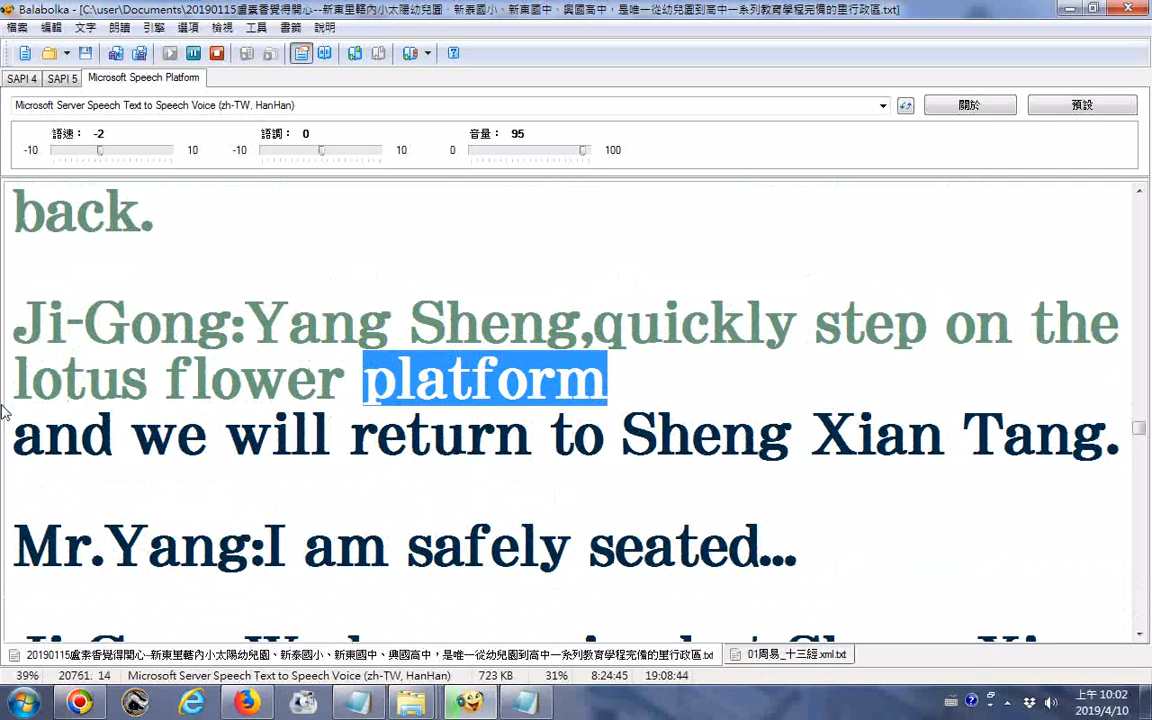 Balabolka - [C:\user\Documents\20190115盧素香覺得開心--新東里轄內小太陽幼兒園、新泰國小、新東國中、興國高中，是唯一從幼兒園到高中一系列教育學程完備的里行政區.txt]
檔案 編輯 文字 朗讀 引擎 選項 檢視 工具 書籤 說明
SAPI 4 SAPI 5 Microsoft Speech Platform
Microsoft Server Speech Text to Speech Voice (zh-TW, HanHan) 關於 預設
語速： -2 語調： 0 音量： 95
-10 10 -10 10 0 100
back.
Ji-Gong:Yang Sheng,quickly step on the
lotus flower platform
and we will return to Sheng Xian Tang.
Mr.Yang:I am safely seated...
20190115盧素香覺得開心--新東里轄內小太陽幼兒園、新泰國小、新東國中、興國高中，是唯一從幼兒園到高中一系列教育學程完備的里行政區.txt 01周易_十三經.xml.txt
39% 20761: 14 Microsoft Server Speech Text to Speech Voice (zh-TW, HanHan) 723 KB 31% 8:24:45 19:08:44
上午 10:02
2019/4/10